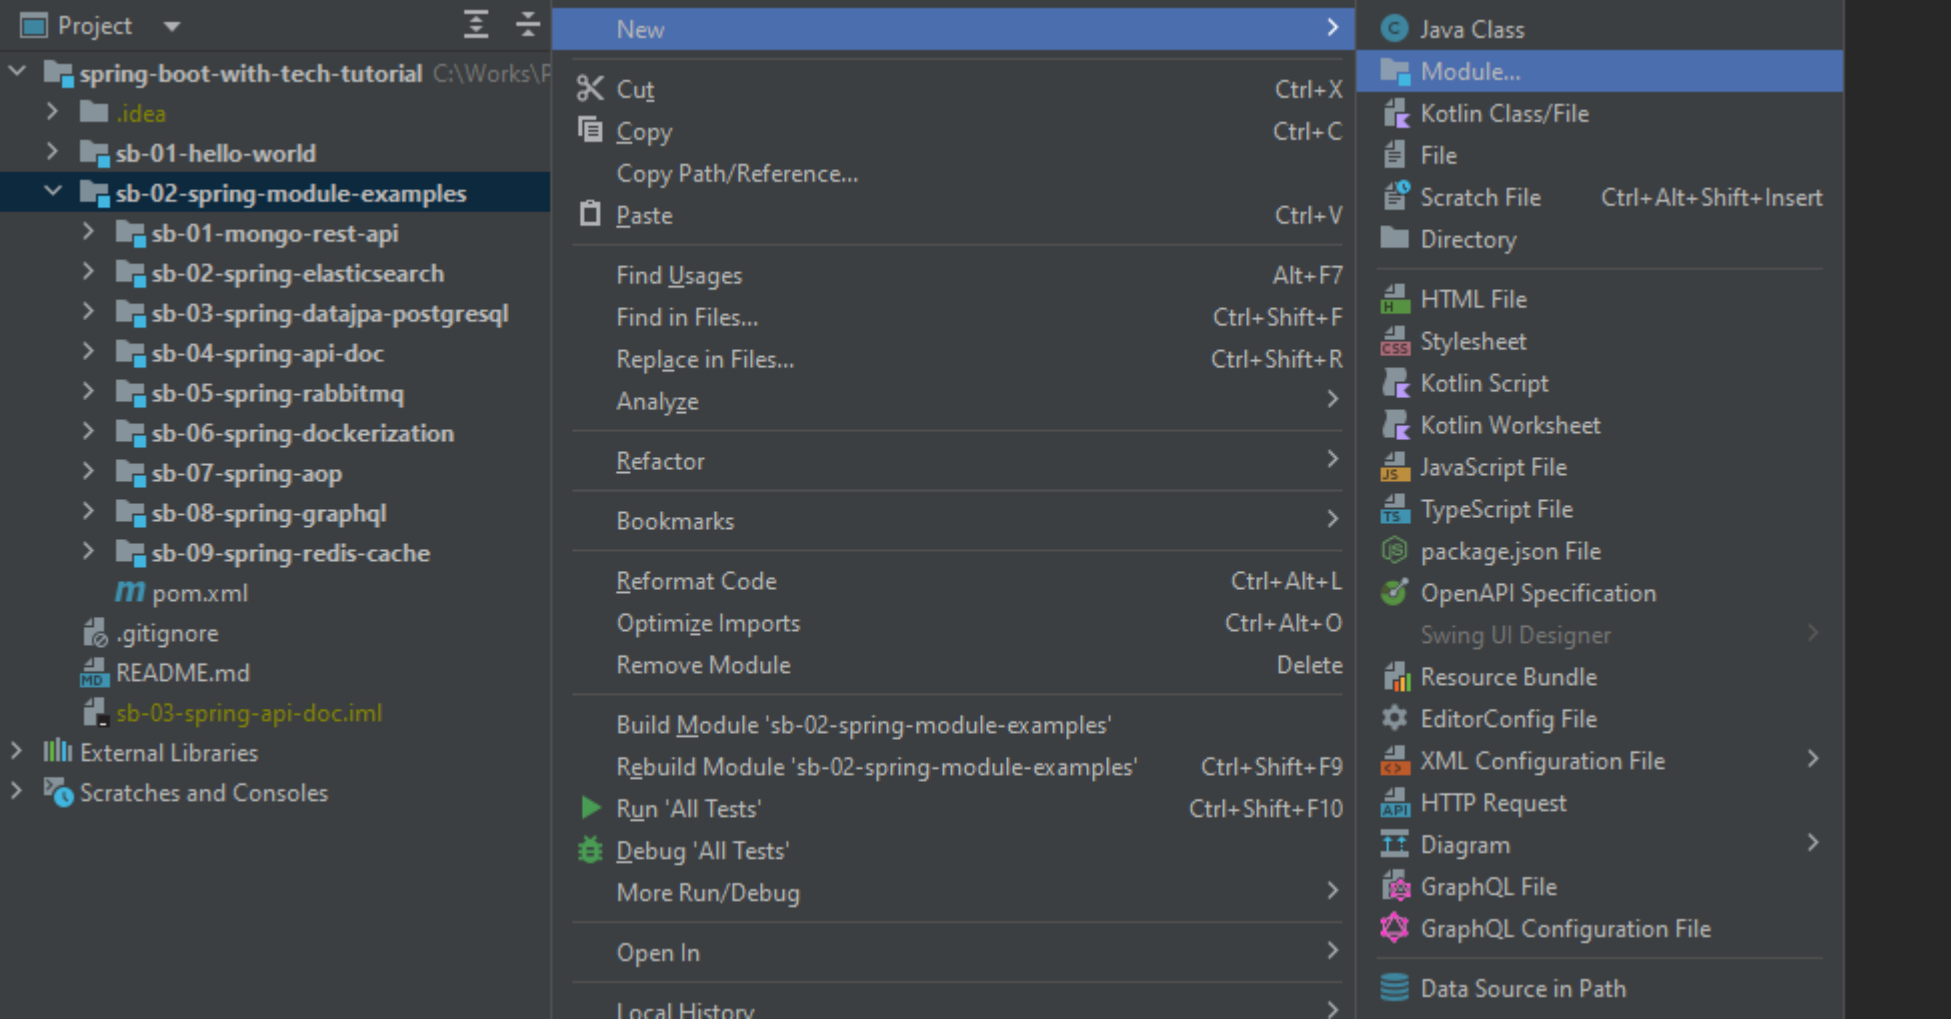 Project
spring-boot-with-tech-tutorial C:\Works\P
.idea
sb-01-hello-world
sb-02-spring-module-examples
sb-01-mongo-rest-api
sb-02-spring-elasticsearch
sb-03-spring-datajpa-postgresql
sb-04-spring-api-doc
sb-05-spring-rabbitmq
sb-06-spring-dockerization
sb-07-spring-aop
sb-08-spring-graphql
sb-09-spring-redis-cache
m pom.xml
.gitignore
MD README.md
sb-03-spring-api-doc.iml
External Libraries
Scratches and Consoles
New
Cut Ctrl+X
Copy Ctrl+C
Copy Path/Reference...
Paste Ctrl+V
Find Usages Alt+F7
Find in Files... Ctrl+Shift+F
Replace in Files... Ctrl+Shift+R
Analyze
Refactor
Bookmarks
Reformat Code Ctrl+Alt+L
Optimize Imports Ctrl+Alt+O
Remove Module Delete
Build Module 'sb-02-spring-module-examples'
Rebuild Module 'sb-02-spring-module-examples' Ctrl+Shift+F9
Run 'All Tests' Ctrl+Shift+F10
Debug 'All Tests'
More Run/Debug
Open In
Local History
C Java Class
Module...
Kotlin Class/File
File
Scratch File Ctrl+Alt+Shift+Insert
Directory
H HTML File
CSS Stylesheet
Kotlin Script
Kotlin Worksheet
JS JavaScript File
TS TypeScript File
JS package.json File
OpenAPI Specification
Swing UI Designer
Resource Bundle
EditorConfig File
<> XML Configuration File
API HTTP Request
Diagram
GraphQL File
GraphQL Configuration File
Data Source in Path